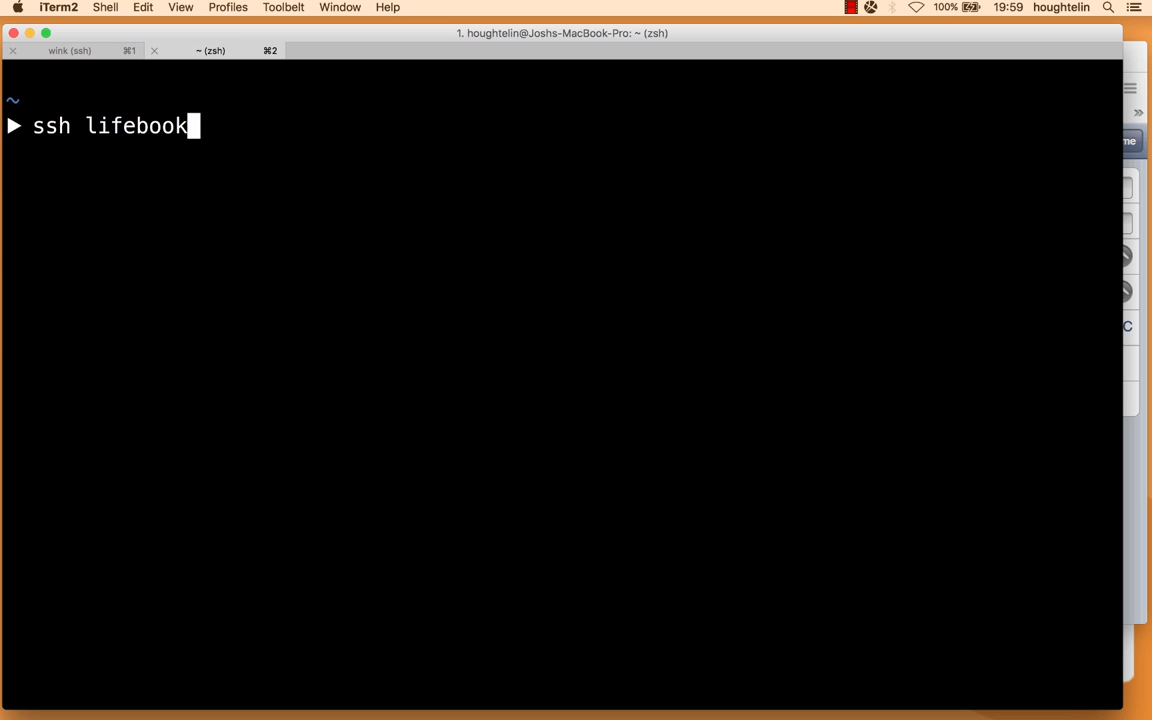 iTerm2 Shell Edit View Profiles Toolbelt Window Help 100% 19:59 houghtelin
1. houghtelin@Joshs-MacBook-Pro: ~ (zsh)
wink (ssh) ⌘1 ~ (zsh) ⌘2
~
▶ ssh lifebook
»
me
C